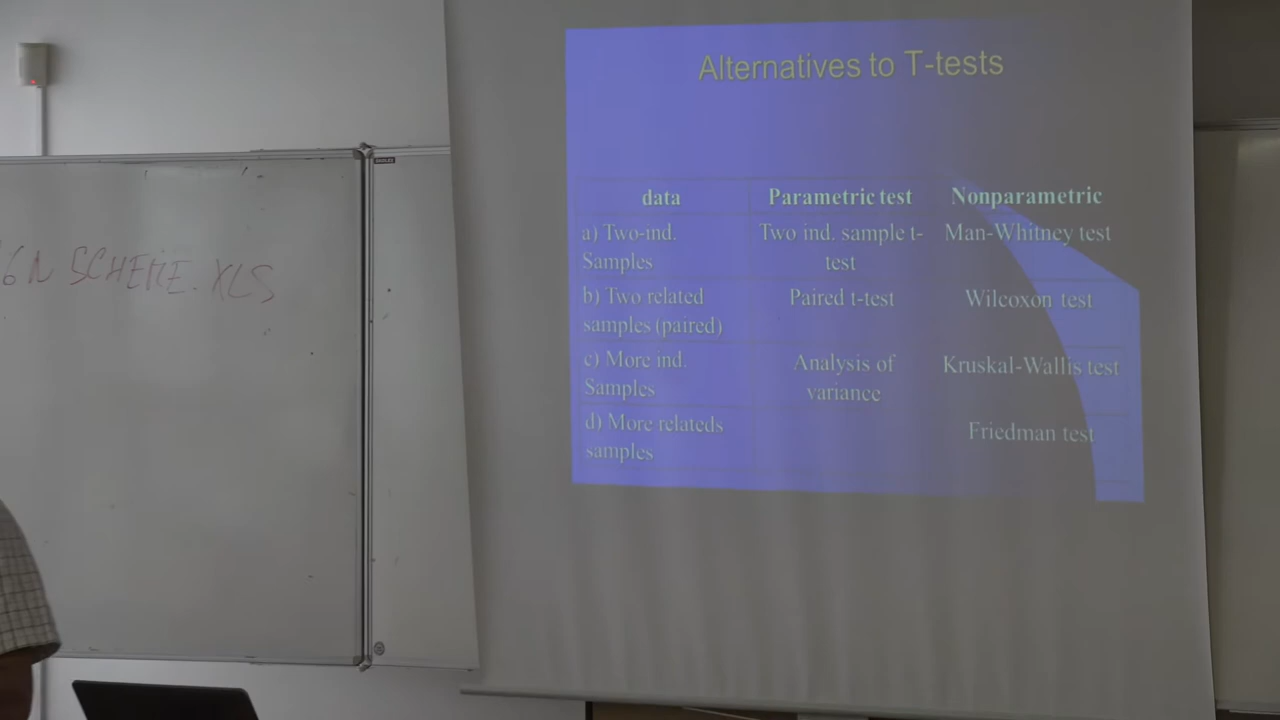 Alternatives to T-tests
data Parametric test Nonparametric
a) Two-ind. Samples Two ind. sample t-test Man-Whitney test
b) Two related samples (paired) Paired t-test Wilcoxon test
c) More ind. Samples Analysis of variance Kruskal-Wallis test
d) More relateds samples Friedman test
SCHEME.XLS